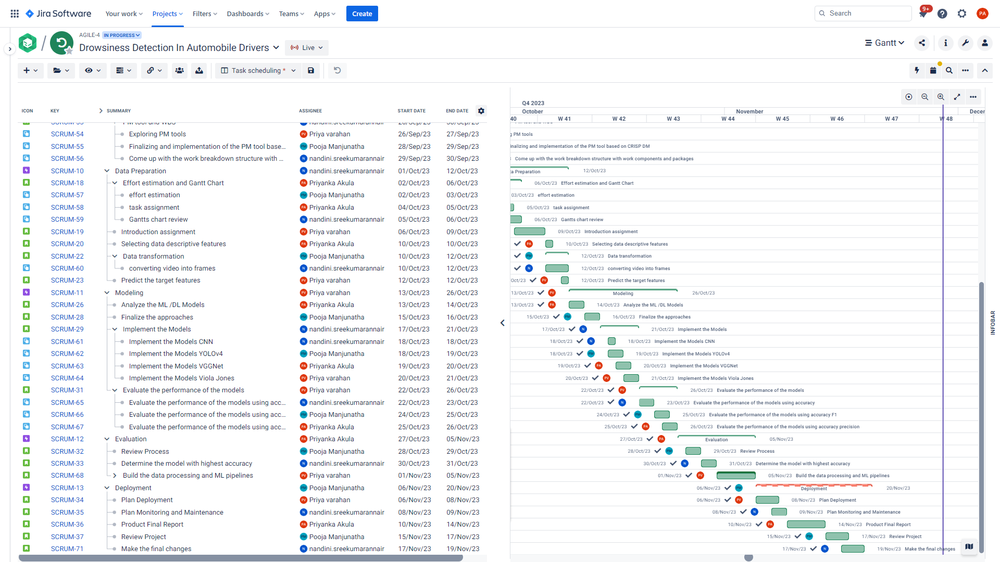 Jira Software
Your work
Projects
Filters
Dashboards
Teams
Apps
Create
Search
9+
PA
AGILE-4
IN PROGRESS
Drowsiness Detection In Automobile Drivers
Live
Gantt
Task scheduling *
ICON KEY SUMMARY ASSIGNEE START DATE END DATE
SCRUM-54 Exploring PM tools PV Priya varahan 26/Sep/23 27/Sep/23
SCRUM-55 Finalizing and implementation of the PM tool base... PM Pooja Manjunatha 28/Sep/23 29/Sep/23
SCRUM-56 Come up with the work breakdown structure with ... N nandini.sreekumarannair 29/Sep/23 30/Sep/23
SCRUM-10 Data Preparation N nandini.sreekumarannair 01/Oct/23 12/Oct/23
SCRUM-18 Effort estimation and Gantt Chart PA Priyanka Akula 02/Oct/23 06/Oct/23
SCRUM-57 effort estimation PM Pooja Manjunatha 02/Oct/23 03/Oct/23
SCRUM-58 task assignment PA Priyanka Akula 04/Oct/23 05/Oct/23
SCRUM-59 Gantts chart review N nandini.sreekumarannair 05/Oct/23 06/Oct/23
SCRUM-19 Introduction assignment PV Priya varahan 06/Oct/23 09/Oct/23
SCRUM-20 Selecting data descriptive features PA Priyanka Akula 10/Oct/23 10/Oct/23
SCRUM-22 Data transformation PM Pooja Manjunatha 10/Oct/23 12/Oct/23
SCRUM-60 converting video into frames N nandini.sreekumarannair 10/Oct/23 12/Oct/23
SCRUM-23 Predict the target features PV Priya varahan 12/Oct/23 12/Oct/23
SCRUM-11 Modeling PV Priya varahan 13/Oct/23 26/Oct/23
SCRUM-26 Analyze the ML /DL Models PA Priyanka Akula 13/Oct/23 14/Oct/23
SCRUM-28 Finalize the approaches PM Pooja Manjunatha 15/Oct/23 16/Oct/23
SCRUM-29 Implement the Models N nandini.sreekumarannair 17/Oct/23 21/Oct/23
SCRUM-61 Implement the Models CNN N nandini.sreekumarannair 18/Oct/23 18/Oct/23
SCRUM-62 Implement the Models YOLOv4 PM Pooja Manjunatha 18/Oct/23 19/Oct/23
SCRUM-63 Implement the Models VGGNet PA Priyanka Akula 19/Oct/23 20/Oct/23
SCRUM-64 Implement the Models Viola Jones PV Priya varahan 20/Oct/23 21/Oct/23
SCRUM-31 Evaluate the performance of the models PV Priya varahan 22/Oct/23 26/Oct/23
SCRUM-65 Evaluate the performance of the models using acc... N nandini.sreekumarannair 22/Oct/23 23/Oct/23
SCRUM-66 Evaluate the performance of the models using acc... PM Pooja Manjunatha 24/Oct/23 25/Oct/23
SCRUM-67 Evaluate the performance of the models using acc... PA Priyanka Akula 25/Oct/23 26/Oct/23
SCRUM-12 Evaluation PA Priyanka Akula 27/Oct/23 05/Nov/23
SCRUM-32 Review Process PM Pooja Manjunatha 28/Oct/23 29/Oct/23
SCRUM-33 Determine the model with highest accuracy N nandini.sreekumarannair 30/Oct/23 31/Oct/23
SCRUM-68 Build the data processing and ML pipelines PV Priya varahan 01/Nov/23 05/Nov/23
SCRUM-13 Deployment PM Pooja Manjunatha 06/Nov/23 20/Nov/23
SCRUM-34 Plan Deployment PV Priya varahan 06/Nov/23 08/Nov/23
SCRUM-35 Plan Monitoring and Maintenance N nandini.sreekumarannair 08/Nov/23 09/Nov/23
SCRUM-36 Product Final Report PA Priyanka Akula 10/Nov/23 14/Nov/23
SCRUM-37 Review Project PM Pooja Manjunatha 15/Nov/23 17/Nov/23
SCRUM-71 Make the final changes N nandini.sreekumarannair 17/Nov/23 19/Nov/23
Q4 2023
October November Decer
40 W 41 W 42 W 43 W 44 W 45 W 46 W 47 W 48
g PM tools
inalizing and implementation of the PM tool based on CRISP DM
Come up with the work breakdown structure with work components and packages
ta Preparation 12/Oct/23
06/Oct/23 Effort estimation and Gantt Chart
03/Oct/23 effort estimation
05/Oct/23 task assignment
06/Oct/23 Gantts chart review
09/Oct/23 Introduction assignment
PA 10/Oct/23 Selecting data descriptive features
PM 12/Oct/23 Data transformation
N 12/Oct/23 converting video into frames
Oct/23 PV 12/Oct/23 Predict the target features
13/Oct/23 PV Modeling 26/Oct/23
13/Oct/23 PA 14/Oct/23 Analyze the ML /DL Models
15/Oct/23 PM 16/Oct/23 Finalize the approaches
17/Oct/23 N 21/Oct/23 Implement the Models
18/Oct/23 N 18/Oct/23 Implement the Models CNN
18/Oct/23 PM 19/Oct/23 Implement the Models YOLOv4
19/Oct/23 PA 20/Oct/23 Implement the Models VGGNet
20/Oct/23 PV 21/Oct/23 Implement the Models Viola Jones
22/Oct/23 PV 26/Oct/23 Evaluate the performance of the models
22/Oct/23 N 23/Oct/23 Evaluate the performance of the models using accuracy
24/Oct/23 PM 25/Oct/23 Evaluate the performance of the models using accuracy F1
25/Oct/23 PA 26/Oct/23 Evaluate the performance of the models using accuracy precision
27/Oct/23 PA Evaluation 05/Nov/23
28/Oct/23 PM 29/Oct/23 Review Process
30/Oct/23 N 31/Oct/23 Determine the model with highest accuracy
01/Nov/23 PV 05/Nov/23 Build the data processing and ML pipelines
06/Nov/23 PM Deployment 20/Nov/23
06/Nov/23 PV 08/Nov/23 Plan Deployment
08/Nov/23 N 09/Nov/23 Plan Monitoring and Maintenance
10/Nov/23 PA 14/Nov/23 Product Final Report
15/Nov/23 PM 17/Nov/23 Review Project
17/Nov/23 N 19/Nov/23 Make the final changes
INFOBAR